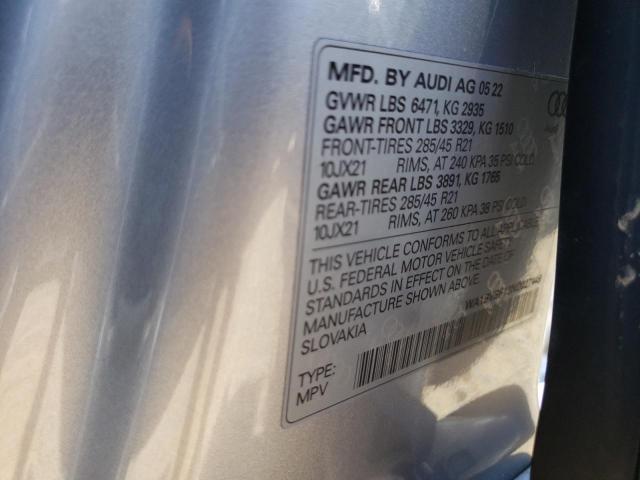 MFD. BY AUDI AG 05 22
GVWR LBS 6471, KG 2935
GAWR FRONT LBS 3329, KG 1510
FRONT-TIRES 285/45 R21
10JX21 RIMS, AT 240 KPA 35 PSI COLD
GAWR REAR LBS 3891, KG 1765
REAR-TIRES 285/45 R21
10JX21 RIMS, AT 260 KPA 38 PSI COLD
THIS VEHICLE CONFORMS TO ALL APPLICABLE
U.S. FEDERAL MOTOR VEHICLE SAFETY
STANDARDS IN EFFECT ON THE DATE OF
MANUFACTURE SHOWN ABOVE.
SLOVAKIA
TYPE:
MPV
Audi